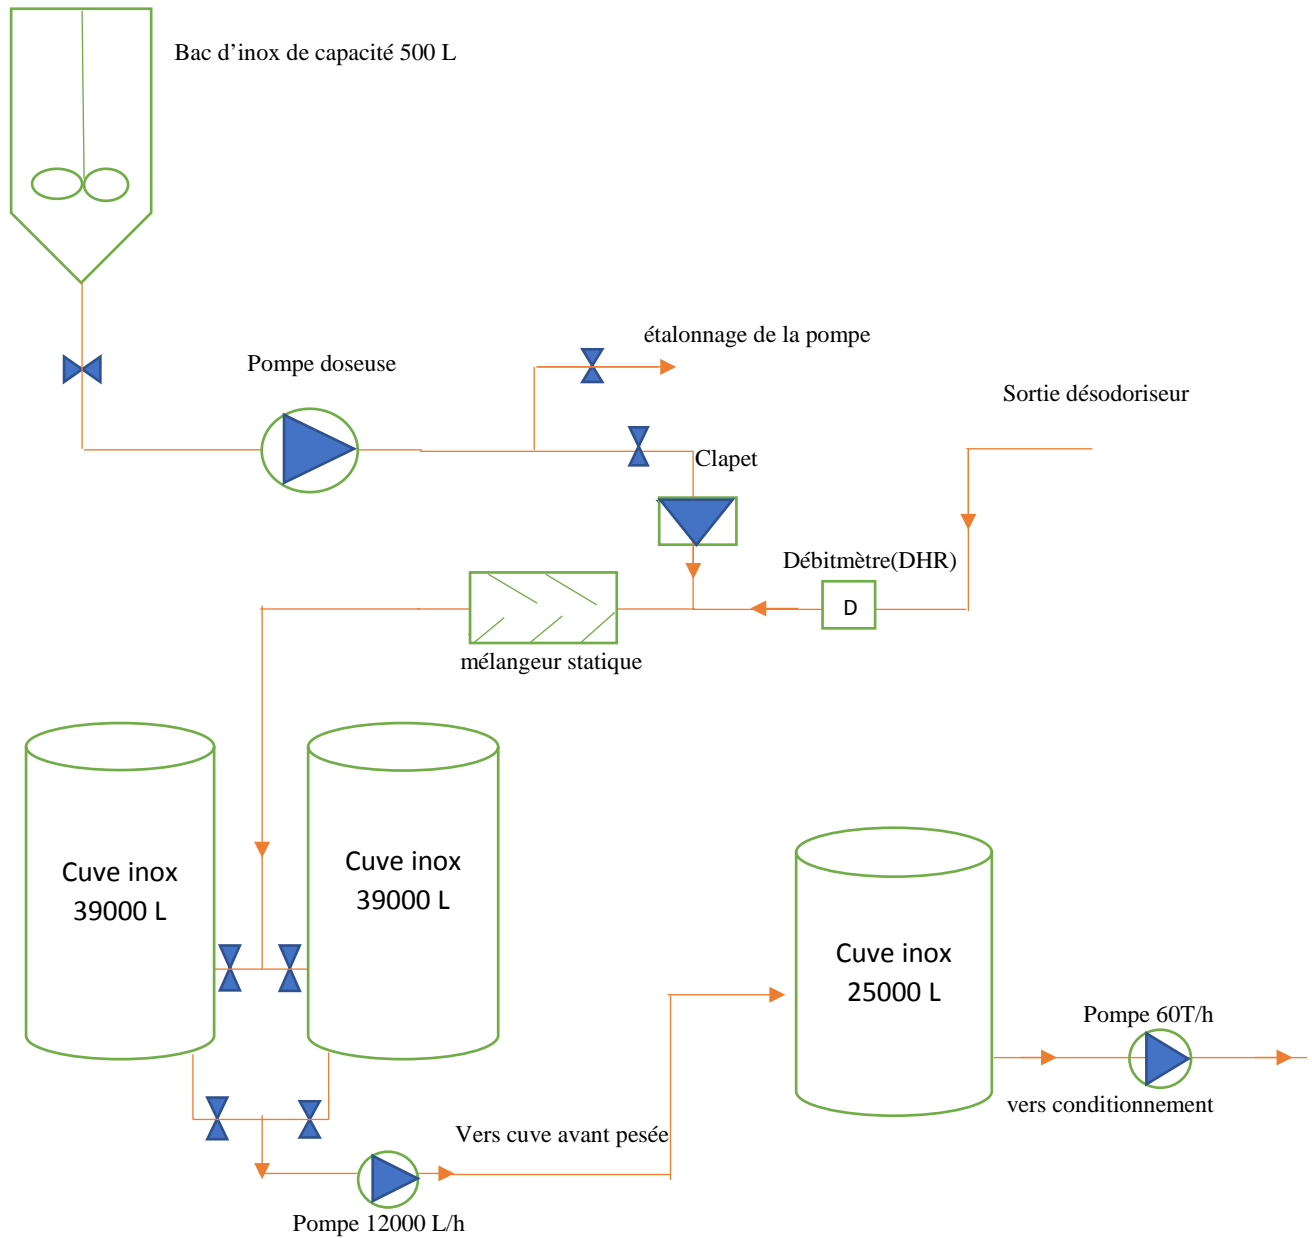 Bac d’inox de capacité 500 L
étalonnage de la pompe
Pompe doseuse
Sortie désodoriseur
Clapet
Débitmètre(DHR)
D
mélangeur statique
Cuve inox
39000 L
Cuve inox
39000 L
Cuve inox
25000 L
Pompe 60T/h
vers conditionnement
Vers cuve avant pesée
Pompe 12000 L/h